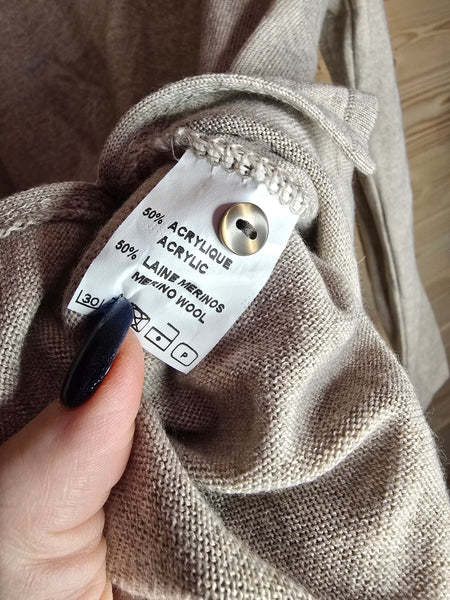 50% ACRYLIQUE
ACRYLIC
50% LAINE MERINOS
MERINO WOOL
30
P